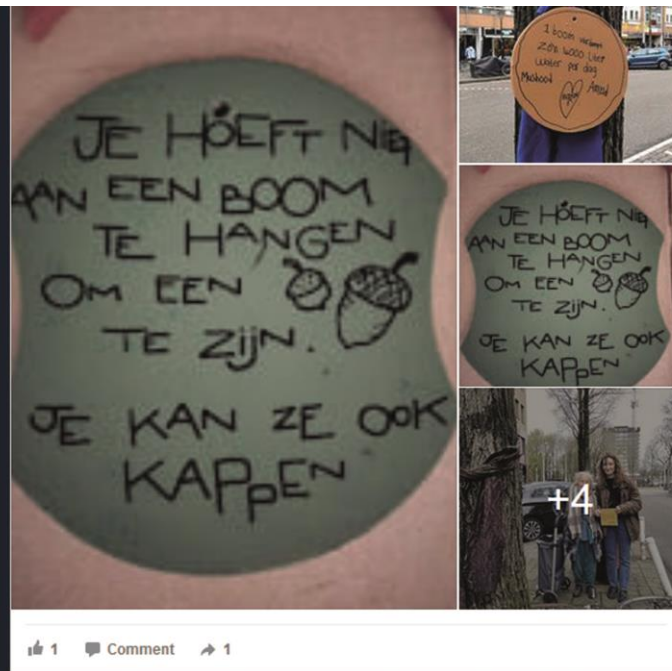 JE HOEFT NIET
AAN EEN BOOM
TE HANGEN
OM EEN
TE ZIJN.
JE KAN ZE OOK
KAPPEN
1 boom verdampt
zo'n 4000 liter
water per dag
Amed
JE HOEFT NIET
AAN EEN BOOM
TE HANGEN
OM EEN
TE ZIJN.
JE KAN ZE OOK
KAPPEN
+4
1 Comment 1